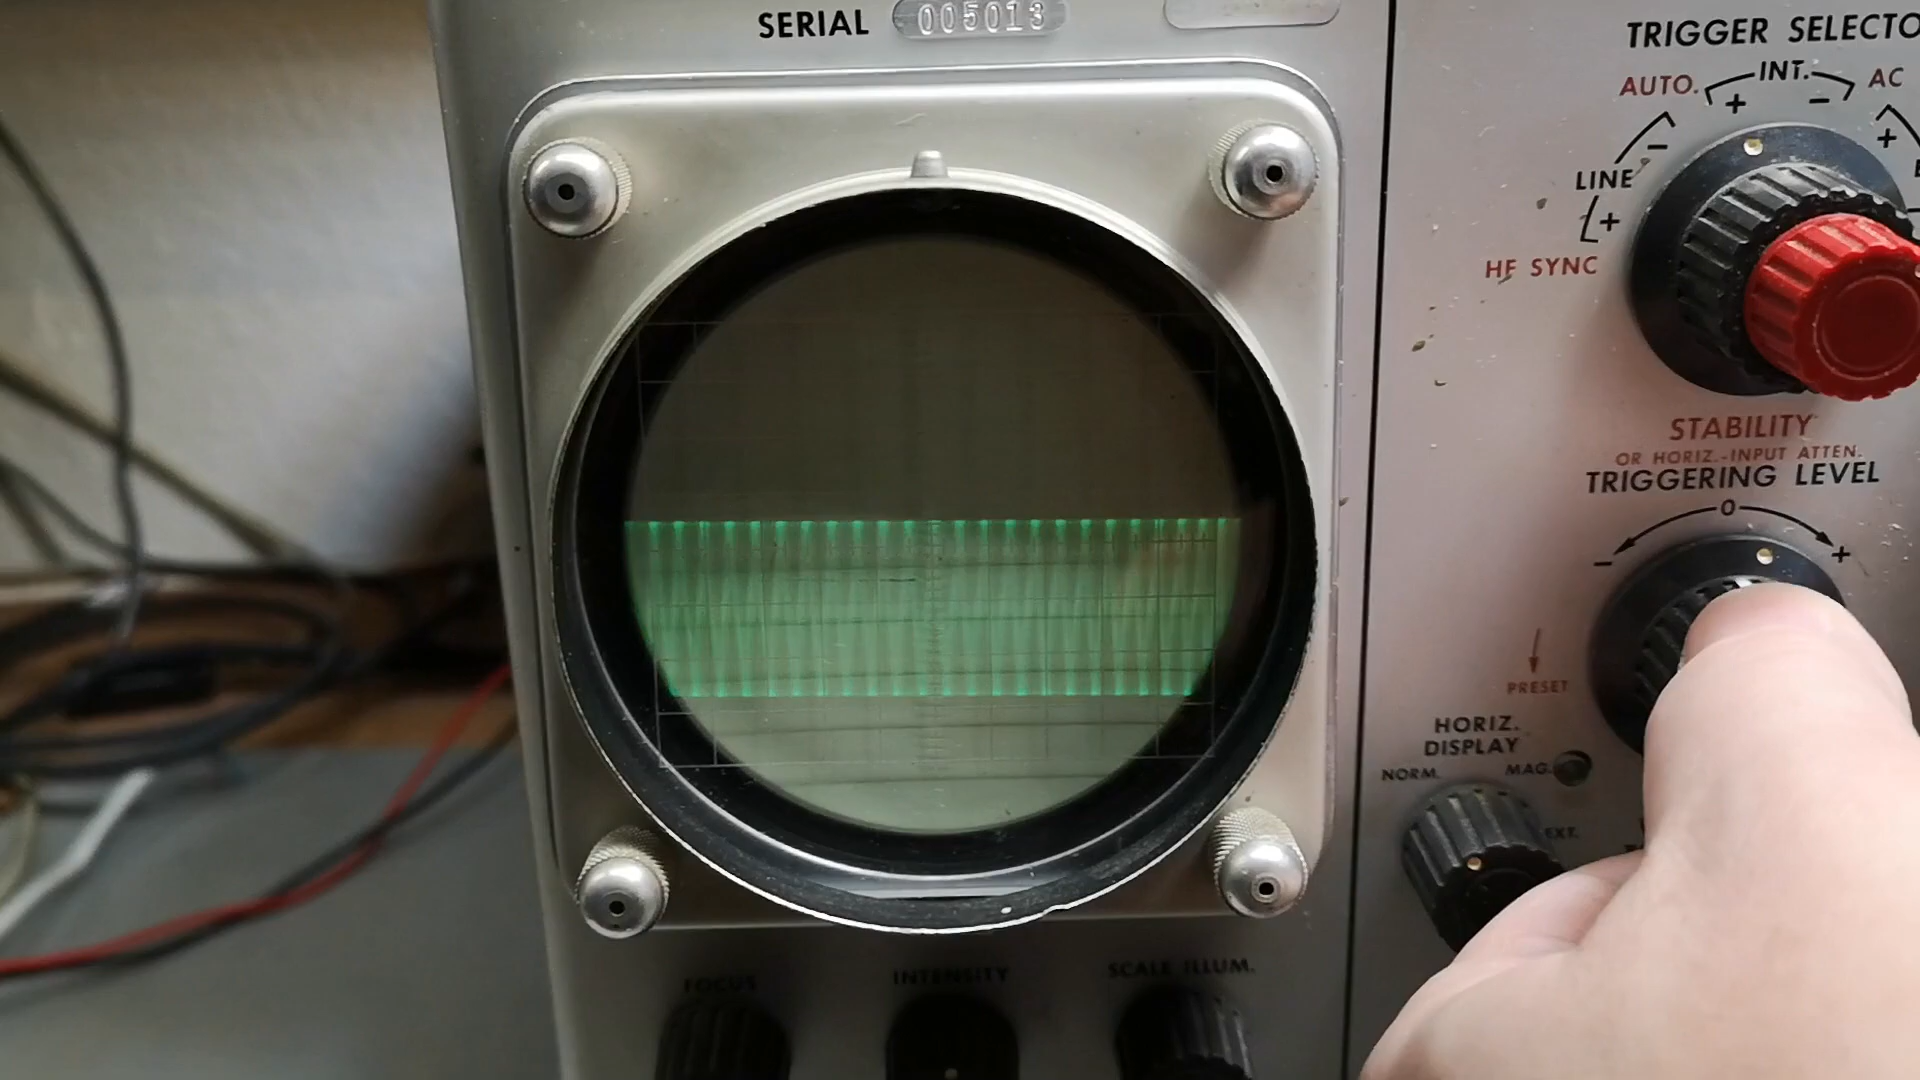 SERIAL 005013
TRIGGER SELECTO
AUTO. INT. AC
+ −
− +
LINE
+
HF SYNC
STABILITY
OR HORIZ.-INPUT ATTEN.
TRIGGERING LEVEL
0
− +
PRESET
HORIZ.
DISPLAY
NORM. MAG.
EXT.
FOCUS INTENSITY SCALE ILLUM.